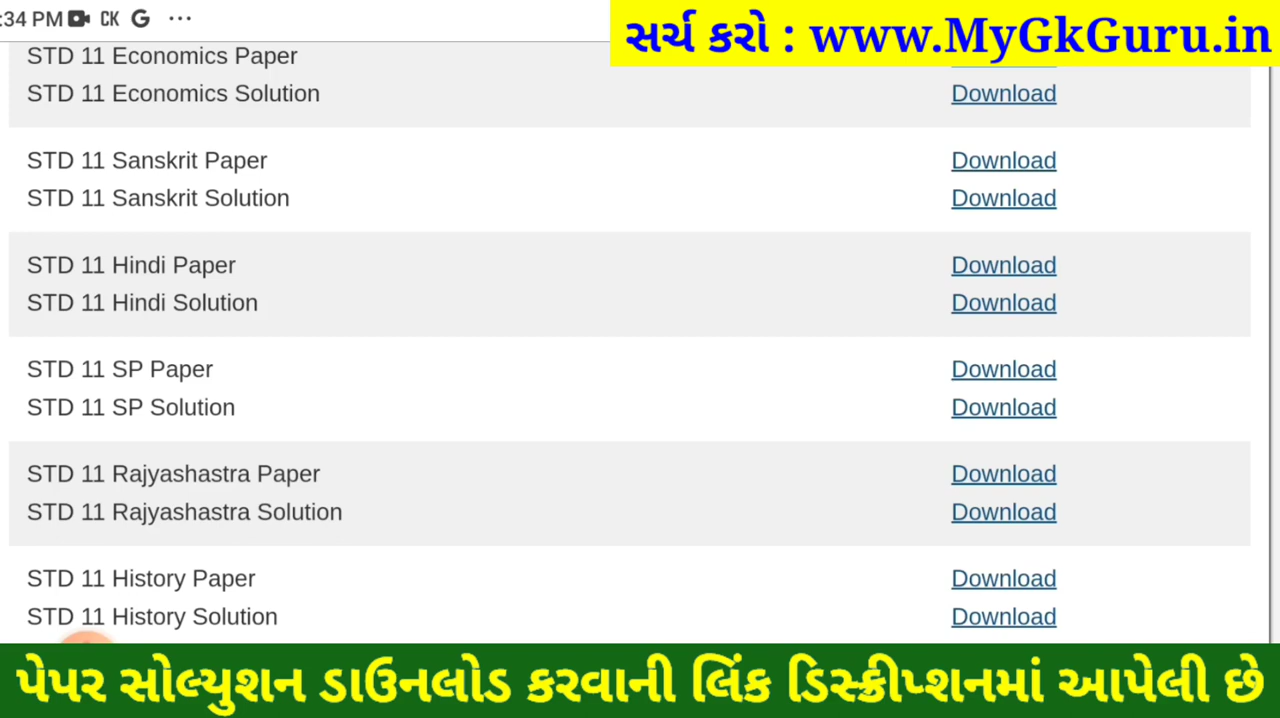 :34 PM CK G ...
સર્ચ કરો : www.MyGkGuru.in
STD 11 Economics Paper
STD 11 Economics Solution Download
STD 11 Sanskrit Paper Download
STD 11 Sanskrit Solution Download
STD 11 Hindi Paper Download
STD 11 Hindi Solution Download
STD 11 SP Paper Download
STD 11 SP Solution Download
STD 11 Rajyashastra Paper Download
STD 11 Rajyashastra Solution Download
STD 11 History Paper Download
STD 11 History Solution Download
પેપર સોલ્યુશન ડાઉનલોડ કરવાની લિંક ડિસ્ક્રીપ્શનમાં આપેલી છે